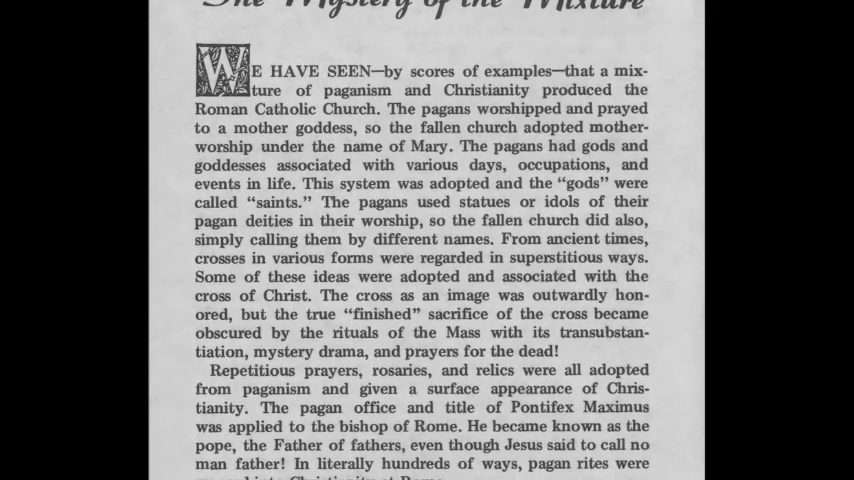 The Mystery of the Mixture
WE HAVE SEEN—by scores of examples—that a mix-
ture of paganism and Christianity produced the
Roman Catholic Church. The pagans worshipped and prayed
to a mother goddess, so the fallen church adopted mother-
worship under the name of Mary. The pagans had gods and
goddesses associated with various days, occupations, and
events in life. This system was adopted and the “gods” were
called “saints.” The pagans used statues or idols of their
pagan deities in their worship, so the fallen church did also,
simply calling them by different names. From ancient times,
crosses in various forms were regarded in superstitious ways.
Some of these ideas were adopted and associated with the
cross of Christ. The cross as an image was outwardly hon-
ored, but the true “finished” sacrifice of the cross became
obscured by the rituals of the Mass with its transubstan-
tiation, mystery drama, and prayers for the dead!
Repetitious prayers, rosaries, and relics were all adopted
from paganism and given a surface appearance of Chris-
tianity. The pagan office and title of Pontifex Maximus
was applied to the bishop of Rome. He became known as the
pope, the Father of fathers, even though Jesus said to call no
man father! In literally hundreds of ways, pagan rites were